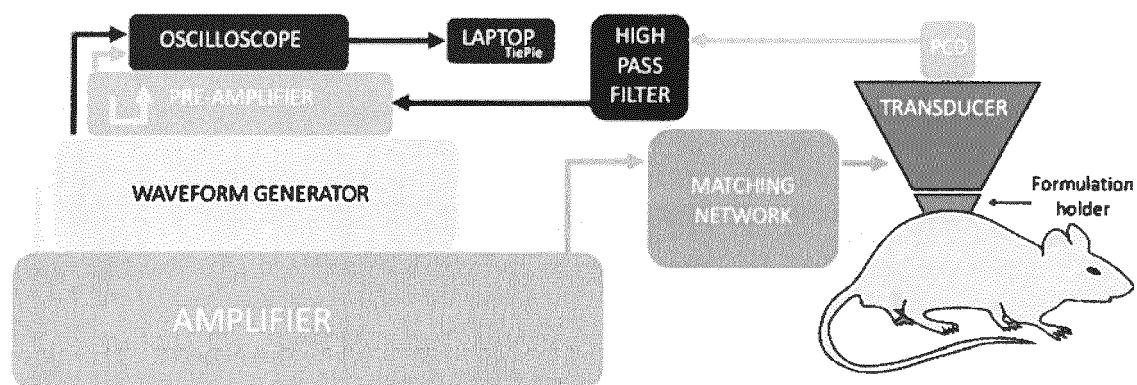 OSCILLOSCOPE
LAPTOP
TiePie
HIGH
PASS
FILTER
PCD
PRE-AMPLIFIER
TRANSDUCER
WAVEFORM GENERATOR
MATCHING
NETWORK
Formulation
holder
AMPLIFIER